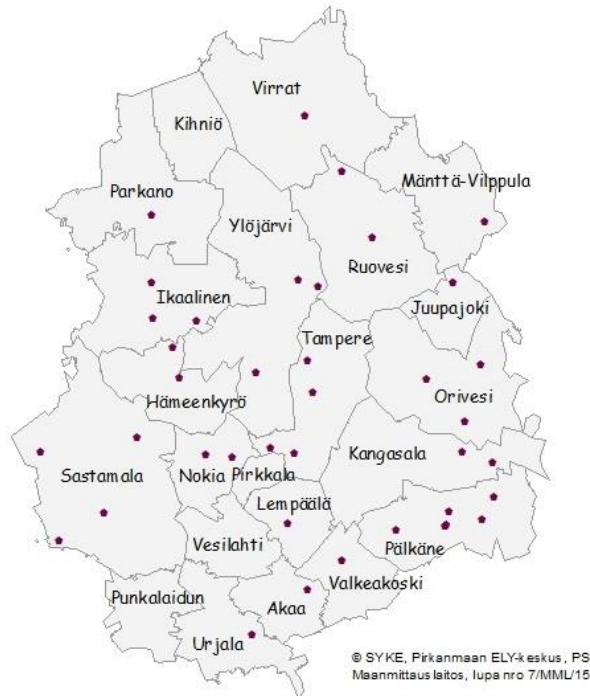 Virrat
Kihniö
Mänttä-Vilppula
Parkano
Ylöjärvi
Ruovesi
Ikaalinen
Juupajoki
Tampere
Hämeenkyrö
Orivesi
Kangasala
Sastamala
Nokia
Pirkkala
Lempäälä
Vesilahti
Pälkäne
Valkeakoski
Punkalaidun
Akaa
Urjala
© SYKE, Pirkanmaan ELY-keskus, PS
Maanmittauslaitos, lupa nro 7/MML/15